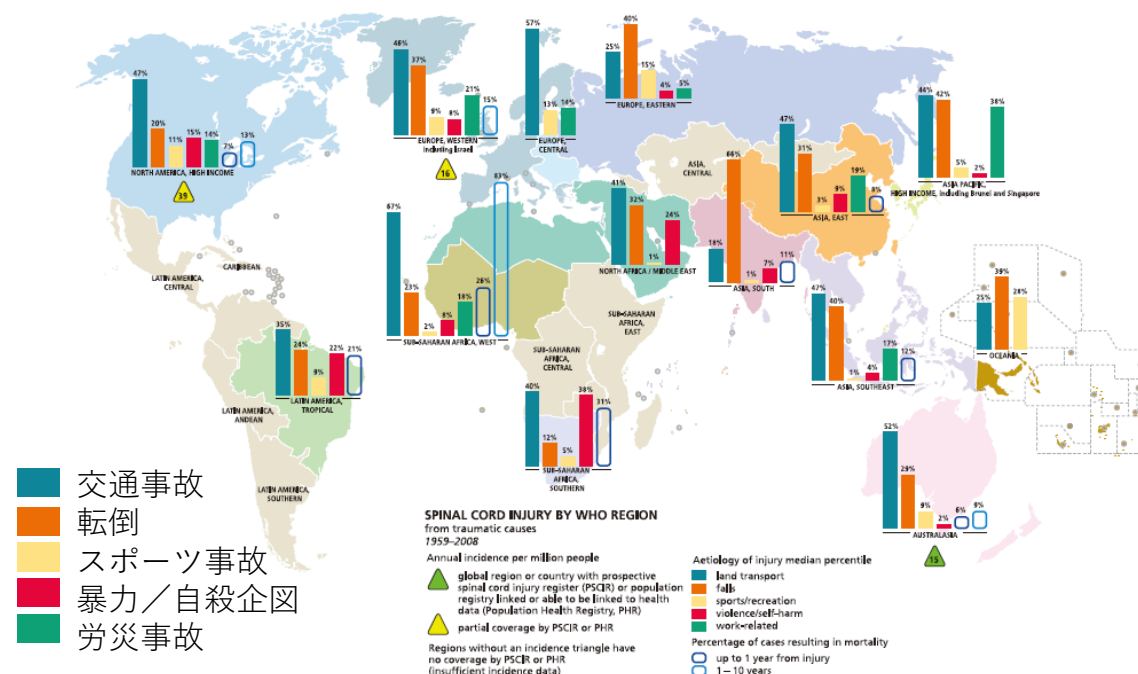 47%
20%
11%
15%
14%
7%
13%
NORTH AMERICA, HIGH INCOME
39
46%
37%
9%
8%
21%
15%
EUROPE, WESTERN
including Israel
16
57%
13%
14%
EUROPE,
CENTRAL
25%
40%
15%
4%
5%
EUROPE, EASTERN
ASIA,
CENTRAL
47%
31%
3%
9%
19%
8%
ASIA, EAST
44%
42%
5%
2%
38%
ASIA PACIFIC,
HIGH INCOME, including Brunei and Singapore
LATIN AMERICA,
CENTRAL
CARIBBEAN
67%
23%
2%
8%
18%
26%
83%
SUB-SAHARAN AFRICA, WEST
41%
32%
1%
24%
NORTH AFRICA / MIDDLE EAST
18%
66%
1%
7%
11%
ASIA, SOUTH
SUB-SAHARAN
AFRICA,
EAST
SUB-SAHARAN
AFRICA,
CENTRAL
47%
40%
1%
4%
17%
12%
ASIA, SOUTHEAST
25%
39%
28%
OCEANIA
35%
24%
9%
22%
21%
LATIN AMERICA,
TROPICAL
LATIN AMERICA,
ANDEAN
LATIN AMERICA,
SOUTHERN
40%
12%
5%
38%
31%
SUB-SAHARAN
AFRICA,
SOUTHERN
52%
29%
9%
2%
6%
9%
AUSTRALASIA
15
交通事故
転倒
スポーツ事故
暴力／自殺企図
労災事故
SPINAL CORD INJURY BY WHO REGION
from traumatic causes
1959–2008
Annual incidence per million people
global region or country with prospective
spinal cord injury register (PSCIR) or population
registry linked or able to be linked to health
data (Population Health Registry, PHR)
partial coverage by PSCIR or PHR
Regions without an incidence triangle have
no coverage by PSCIR or PHR
(insufficient incidence data)
Aetiology of injury median percentile
land transport
falls
sports/recreation
violence/self-harm
work-related
Percentage of cases resulting in mortality
up to 1 year from injury
1–10 years